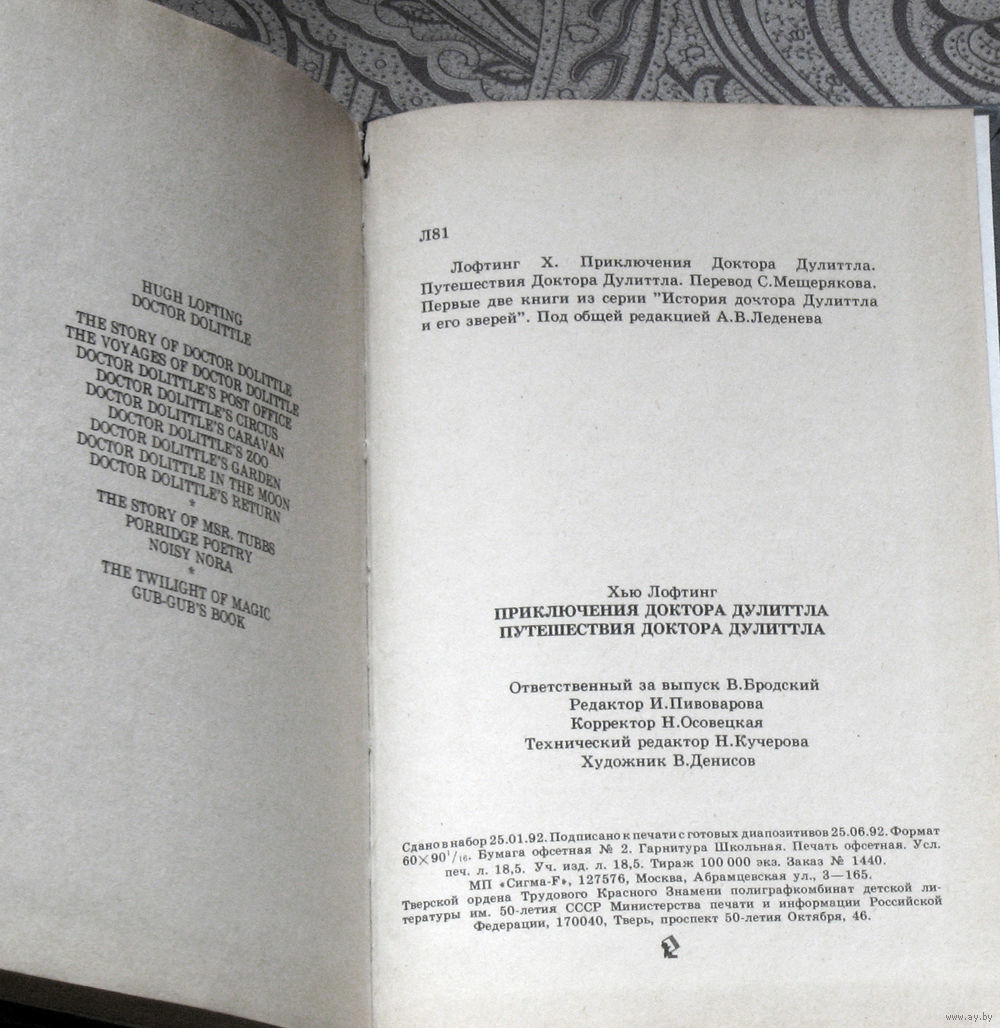 HUGH LOFTING
DOCTOR DOLITTLE
THE STORY OF DOCTOR DOLITTLE
THE VOYAGES OF DOCTOR DOLITTLE
DOCTOR DOLITTLE'S POST OFFICE
DOCTOR DOLITTLE'S CIRCUS
DOCTOR DOLITTLE'S CARAVAN
DOCTOR DOLITTLE'S ZOO
DOCTOR DOLITTLE'S GARDEN
DOCTOR DOLITTLE IN THE MOON
DOCTOR DOLITTLE'S RETURN
*
THE STORY OF MSR. TUBBS
PORRIDGE POETRY
NOISY NORA
*
THE TWILIGHT OF MAGIC
GUB-GUB'S BOOK
Л81
Лофтинг Х. Приключения Доктора Дулиттла.
Путешествия Доктора Дулиттла. Перевод С.Мещерякова.
Первые две книги из серии "История доктора Дулиттла
и его зверей". Под общей редакцией А.В.Леденева
Хью Лофтинг
ПРИКЛЮЧЕНИЯ ДОКТОРА ДУЛИТТЛА
ПУТЕШЕСТВИЯ ДОКТОРА ДУЛИТТЛА
Ответственный за выпуск В.Бродский
Редактор И.Пивоварова
Корректор Н.Осовецкая
Технический редактор Н.Кучерова
Художник В.Денисов
Сдано в набор 25.01.92. Подписано к печати с готовых диапозитивов 25.06.92. Формат
60×90¹/₁₆. Бумага офсетная № 2. Гарнитура Школьная. Печать офсетная. Усл.
печ. л. 18,5. Уч. изд. л. 18,5. Тираж 100 000 экз. Заказ № 1440.
МП «Сигма-F», 127576, Москва, Абрамцевская ул., 3—165.
Тверской ордена Трудового Красного Знамени полиграфкомбинат детской ли-
тературы им. 50-летия СССР Министерства печати и информации Российской
Федерации, 170040, Тверь, проспект 50-летия Октября, 46.
www.ay.by